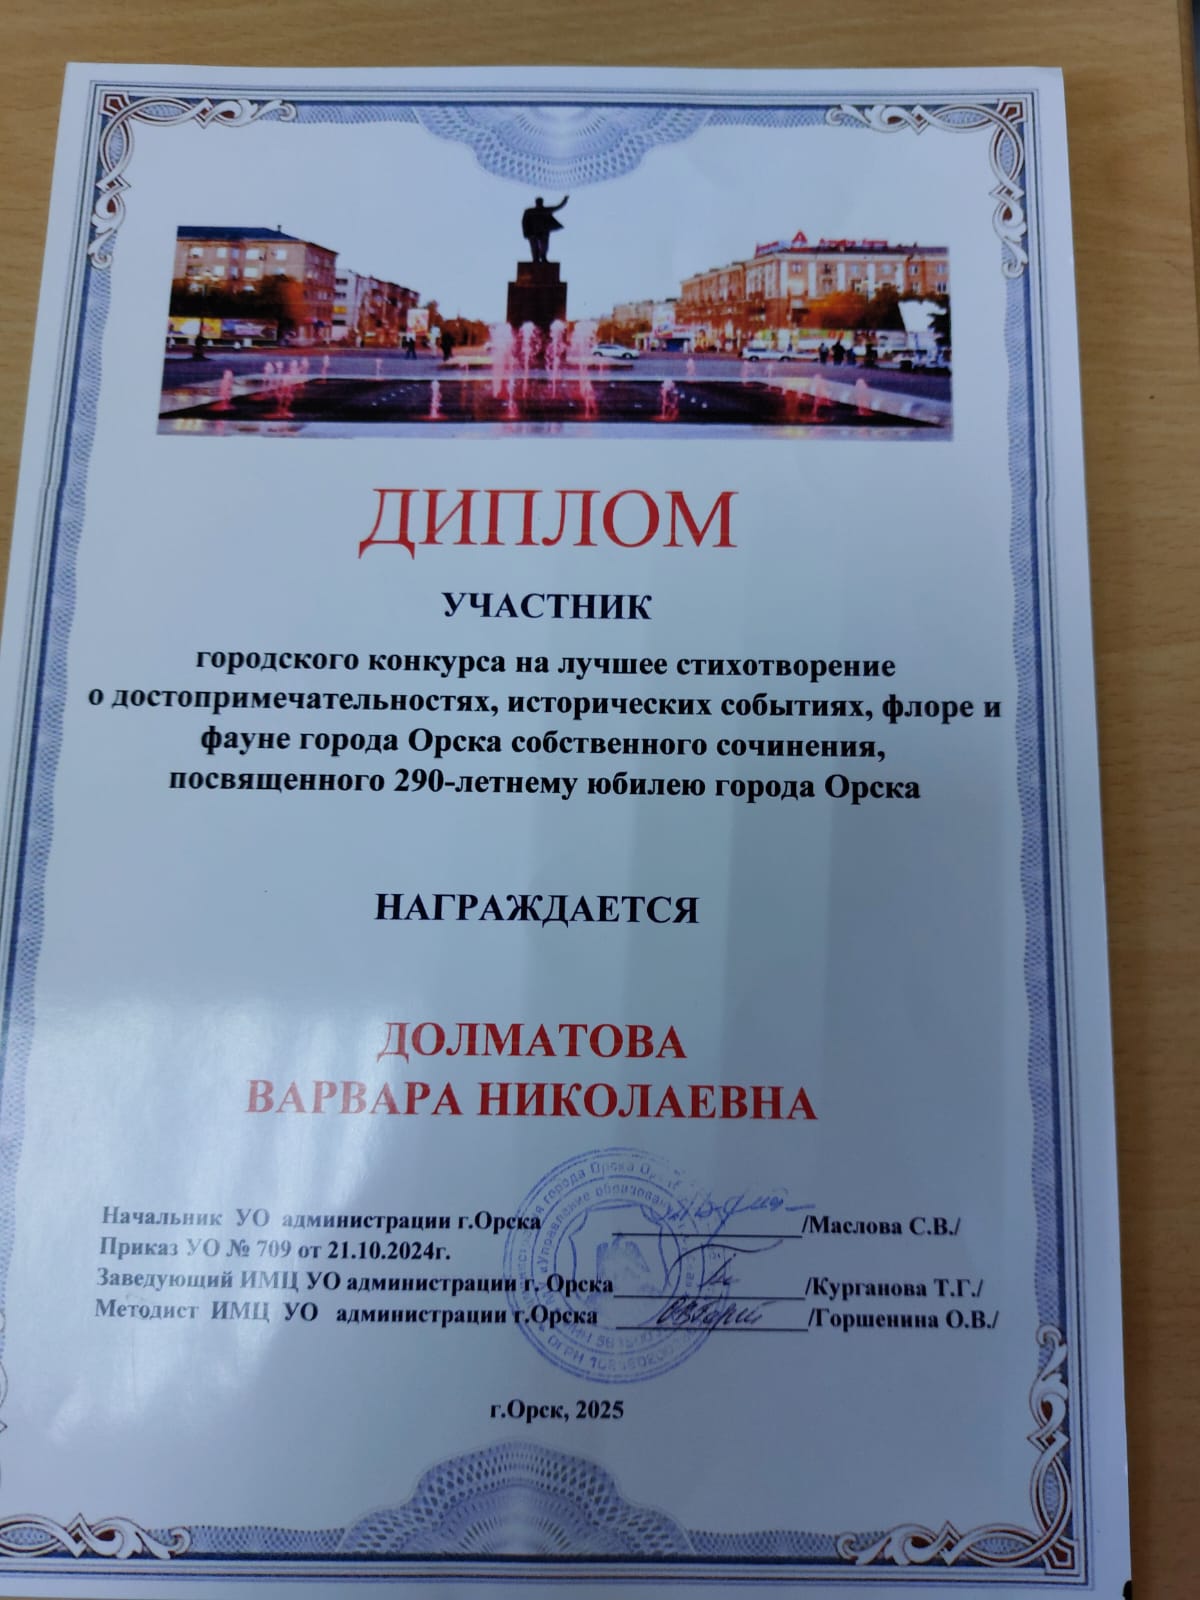 ДИПЛОМ
УЧАСТНИК
городского конкурса на лучшее стихотворение
о достопримечательностях, исторических событиях, флоре и
фауне города Орска собственного сочинения,
посвященного 290-летнему юбилею города Орска
НАГРАЖДАЕТСЯ
ДОЛМАТОВА
ВАРВАРА НИКОЛАЕВНА
Начальник УО администрации г.Орска /Маслова С.В./
Приказ УО № 709 от 21.10.2024г.
Заведующий ИМЦ УО администрации г. Орска /Курганова Т.Г./
Методист ИМЦ УО администрации г.Орска /Горшенина О.В./
г.Орск, 2025